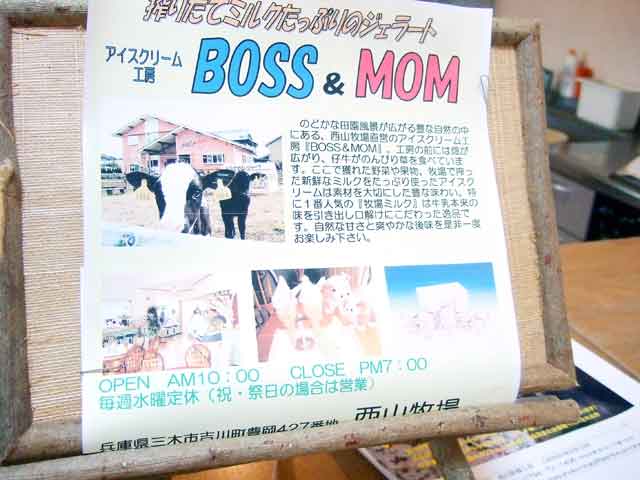 搾りたてミルクたっぷりのジェラート
アイスクリーム
工房
BOSS & MOM
のどかな田園風景が広がる豊な自然の中
にある、西山牧場直営のアイスクリーム工
房『BOSS&MOM』。工房の前には畑が
広がり、仔牛がのんびり草を食べていま
す。ここで獲れた野菜や果物、牧場で搾っ
た新鮮なミルクをたっぷり使ったアイスク
リームは素材を大切にした豊な味わい。特
に1番人気の『牧場ミルク』は牛乳本来の
味を引き出し口解けにこだわった逸品で
す。自然な甘さと爽やかな後味を是非一度
お楽しみ下さい。
OPEN AM10：00 CLOSE PM7：00
毎週水曜定休（祝・祭日の場合は営業）
兵庫県三木市吉川町豊岡427番地 西山牧場